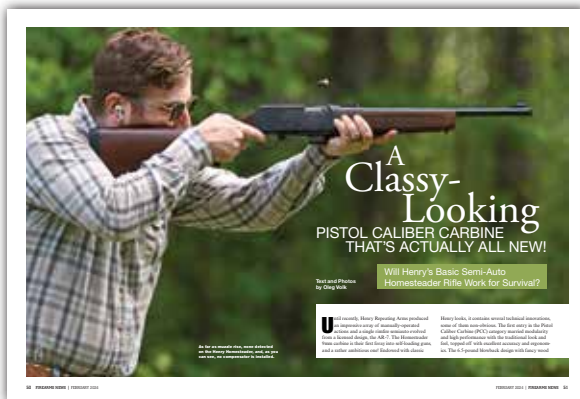 A
Classy-
Looking
PISTOL CALIBER CARBINE
THAT'S ACTUALLY ALL NEW!
Will Henry's Basic Semi-Auto
Homesteader Rifle Work for Survival?
Text and Photos
by Oleg Volk
Until recently, Henry Repeating Arms produced
an impressive array of manually-operated
actions and a single rimfire semiauto evolved
from a licensed design, the AR-7. The Homesteader
9mm carbine is their first foray into self-loading guns,
and a rather ambitious one! Endowed with classic
Henry looks, it contains several technical innovations,
some of them non-obvious. The first entry in the Pistol
Caliber Carbine (PCC) category married modularity
and high performance with the traditional look and
feel, topped off with excellent accuracy and ergonom-
ics. The 6.5-pound blowback design with fancy wood
As far as muzzle rise, none detected
on the Henry Homesteader, and, as you
can see, no compensator is installed.
FIREARMS NEWS | FEBRUARY 2024
FEBRUARY 2024 | FIREARMS NEWS